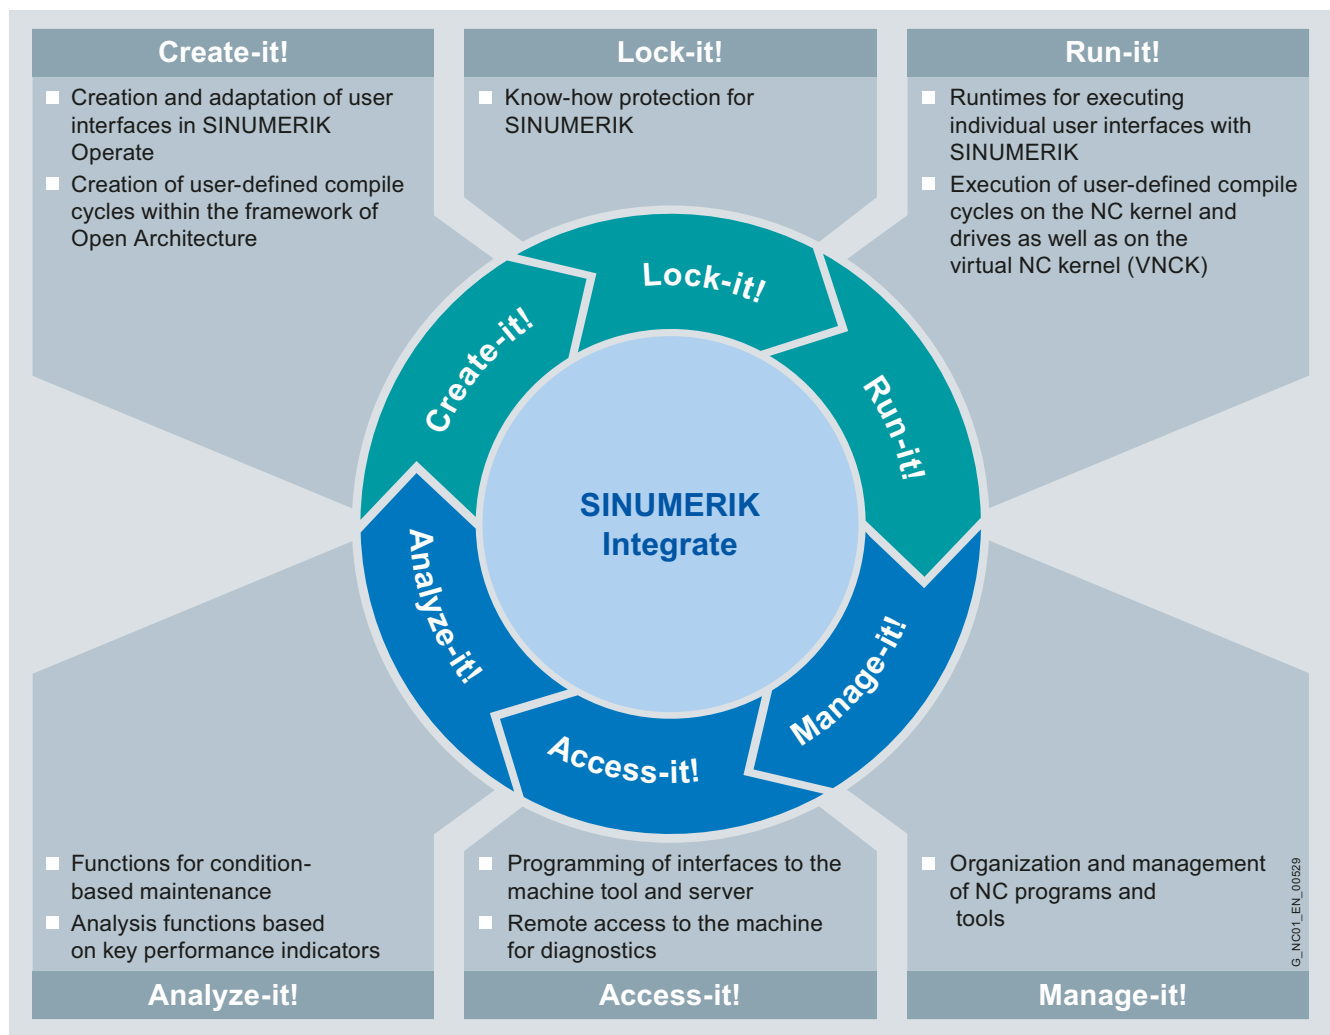 Create-it!
Creation and adaptation of user
interfaces in SINUMERIK
Operate
Creation of user-defined compile
cycles within the framework of
Open Architecture
Lock-it!
Know-how protection for
SINUMERIK
Run-it!
Runtimes for executing
individual user interfaces with
SINUMERIK
Execution of user-defined compile
cycles on the NC kernel and
drives as well as on the
virtual NC kernel (VNCK)
Create-it!
Lock-it!
Run-it!
Manage-it!
Access-it!
Analyze-it!
SINUMERIK
Integrate
Functions for condition-
based maintenance
Analysis functions based
on key performance indicators
Analyze-it!
Programming of interfaces to the
machine tool and server
Remote access to the machine
for diagnostics
Access-it!
Organization and management
of NC programs and
tools
Manage-it!
G_NC01_EN_00529